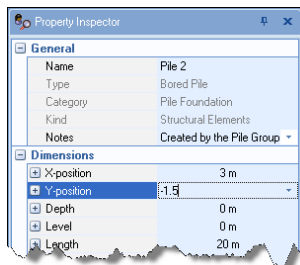 Property Inspector
General
Name Pile 2
Type Bored Pile
Category Pile Foundation
Kind Structural Elements
Notes Created by the Pile Group
Dimensions
X-position 3 m
Y-position -1.5
Depth 0 m
Level 0 m
Length 20 m